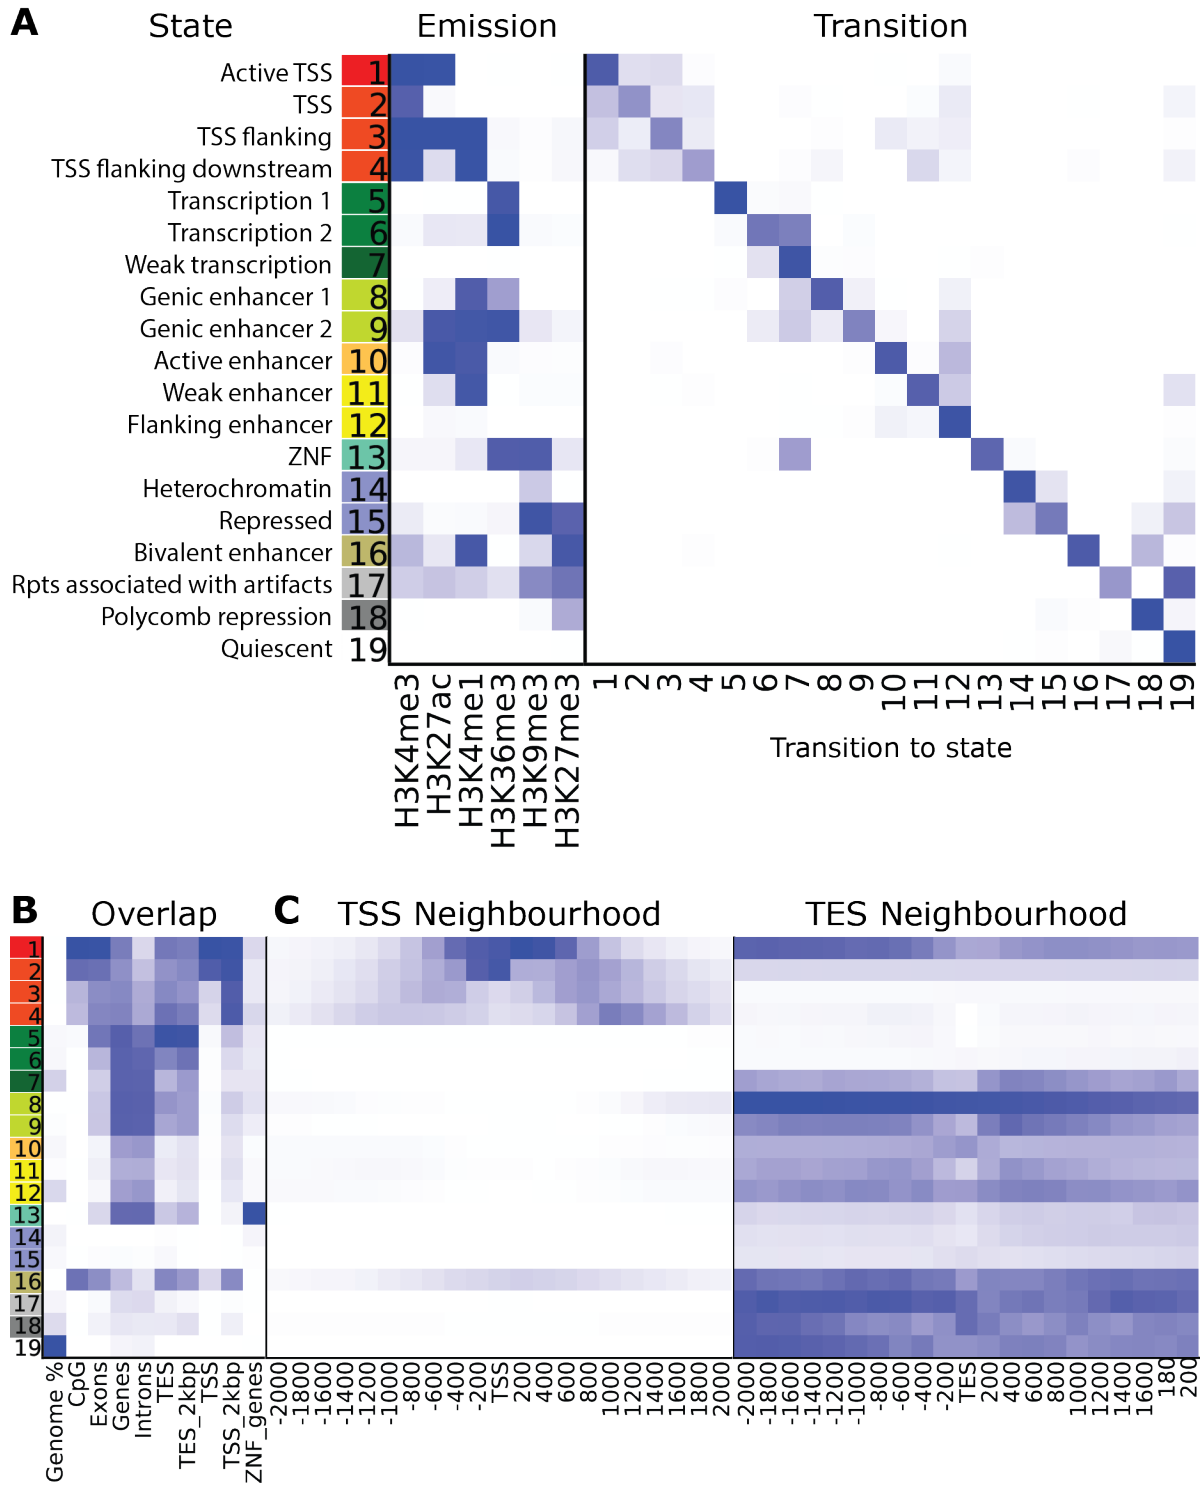 A
State
Emission
Transition
Active TSS 1
TSS 2
TSS flanking 3
TSS flanking downstream 4
Transcription 1 5
Transcription 2 6
Weak transcription 7
Genic enhancer 1 8
Genic enhancer 2 9
Active enhancer 10
Weak enhancer 11
Flanking enhancer 12
ZNF 13
Heterochromatin 14
Repressed 15
Bivalent enhancer 16
Rpts associated with artifacts 17
Polycomb repression 18
Quiescent 19
H3K4me3
H3K27ac
H3K4me1
H3K36me3
H3K9me3
H3K27me3
1 2 3 4 5 6 7 8 9 10 11 12 13 14 15 16 17 18 19
Transition to state
B
Overlap
C
TSS Neighbourhood
TES Neighbourhood
1
2
3
4
5
6
7
8
9
10
11
12
13
14
15
16
17
18
19
Genome %
CpG
Exons
Genes
Introns
TES
TES_2kbp
TSS
TSS_2kbp
ZNF_genes
-2000
-1800
-1600
-1400
-1200
-1000
-800
-600
-400
-200
TSS
200
400
600
800
1000
1200
1400
1600
1800
2000
-2000
-1800
-1600
-1400
-1200
-1000
-800
-600
-400
-200
TES
200
400
600
800
1000
1200
1400
1600
180
200